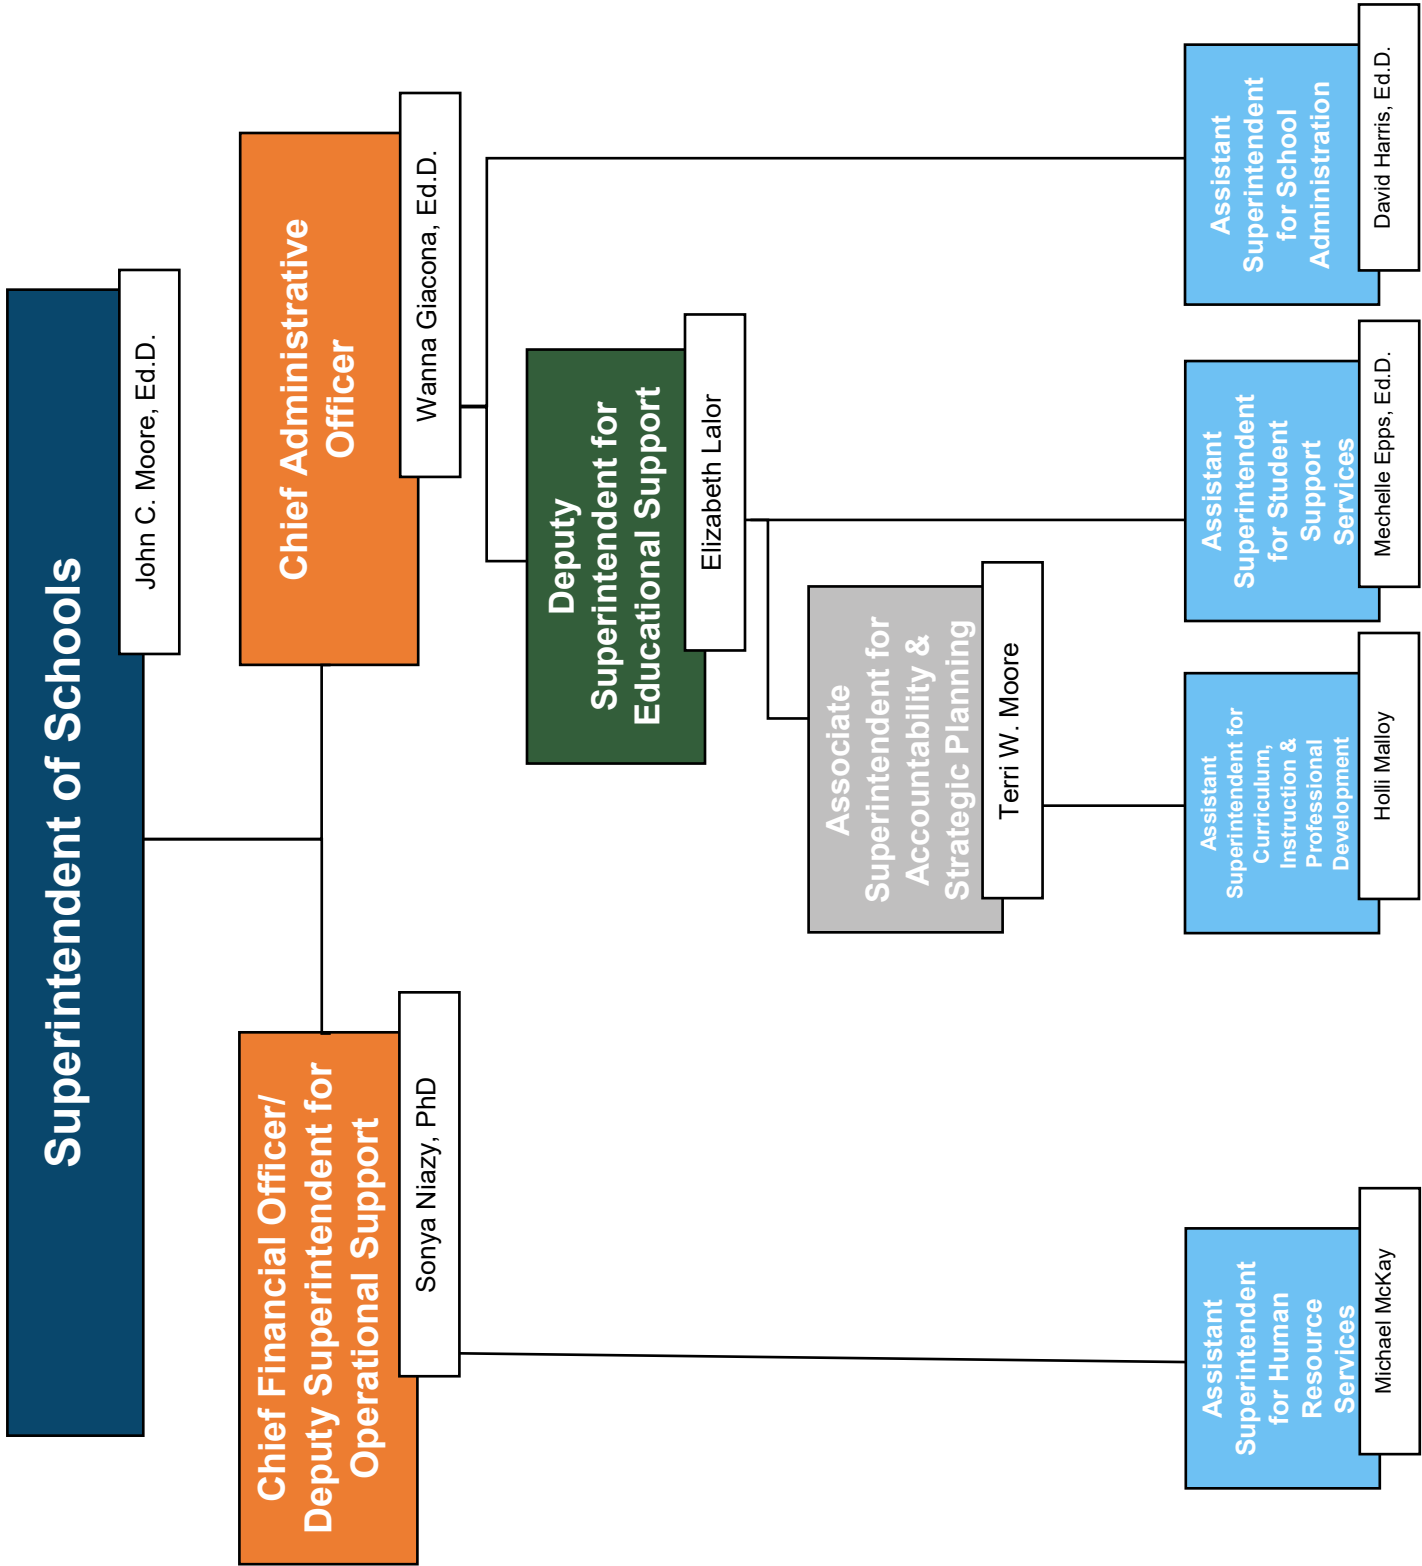 Superintendent of Schools
John C. Moore, Ed.D.
Chief Financial Officer/
Deputy Superintendent for
Operational Support
Sonya Niazy, PhD
Chief Administrative
Officer
Wanna Giacona, Ed.D.
Deputy
Superintendent for
Educational Support
Elizabeth Lalor
Associate
Superintendent for
Accountability &
Strategic Planning
Terri W. Moore
Assistant
Superintendent
for Human
Resource
Services
Michael McKay
Assistant
Superintendent for
Curriculum,
Instruction &
Professional
Development
Holli Malloy
Assistant
Superintendent
for Student
Support
Services
Mechelle Epps, Ed.D.
Assistant
Superintendent
for School
Administration
David Harris, Ed.D.